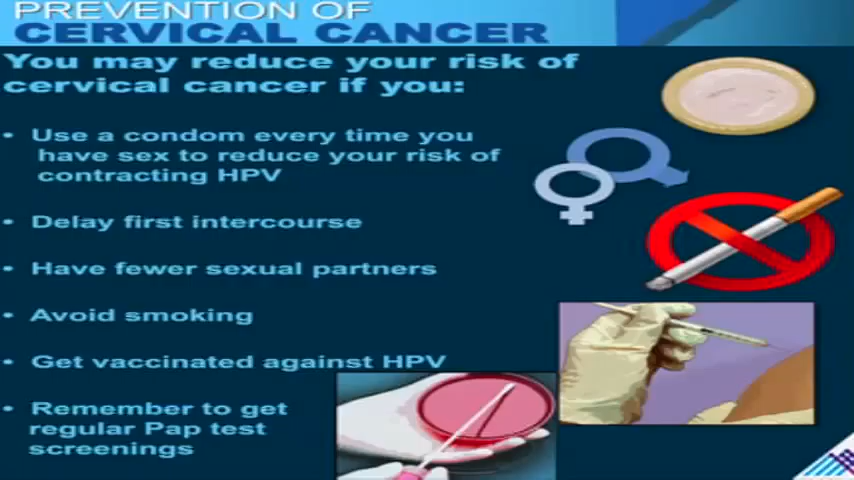 PREVENTION OF
CERVICAL CANCER
You may reduce your risk of
cervical cancer if you:
• Use a condom every time you
have sex to reduce your risk of
contracting HPV
• Delay first intercourse
• Have fewer sexual partners
• Avoid smoking
• Get vaccinated against HPV
• Remember to get
regular Pap test
screenings